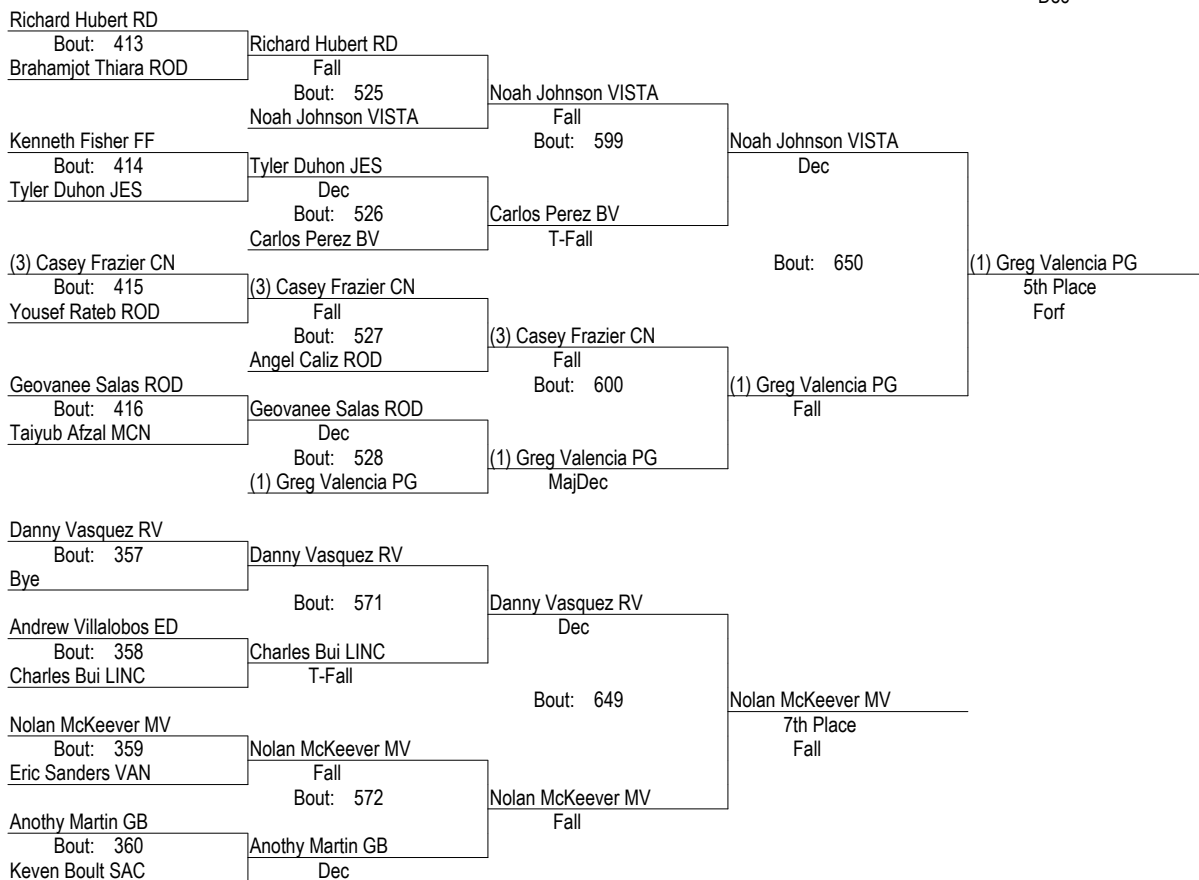 Richard Hubert RD
Bout: 413
Richard Hubert RD
Brahamjot Thiara ROD
Fall
Bout: 525
Noah Johnson VISTA
Noah Johnson VISTA
Fall
Kenneth Fisher FF
Bout: 599
Noah Johnson VISTA
Bout: 414
Tyler Duhon JES
Dec
Tyler Duhon JES
Dec
Bout: 526
Carlos Perez BV
Carlos Perez BV
T-Fall
(3) Casey Frazier CN
Bout: 650
(1) Greg Valencia PG
Bout: 415
(3) Casey Frazier CN
5th Place
Yousef Rateb ROD
Fall
Forf
Bout: 527
(3) Casey Frazier CN
Angel Caliz ROD
Fall
Geovanee Salas ROD
Bout: 600
(1) Greg Valencia PG
Bout: 416
Geovanee Salas ROD
Fall
Taiyub Afzal MCN
Dec
Bout: 528
(1) Greg Valencia PG
(1) Greg Valencia PG
MajDec
Danny Vasquez RV
Bout: 357
Danny Vasquez RV
Bye
Bout: 571
Danny Vasquez RV
Andrew Villalobos ED
Dec
Bout: 358
Charles Bui LINC
Charles Bui LINC
T-Fall
Bout: 649
Nolan McKeever MV
Nolan McKeever MV
7th Place
Bout: 359
Nolan McKeever MV
Fall
Eric Sanders VAN
Fall
Bout: 572
Nolan McKeever MV
Anothy Martin GB
Fall
Bout: 360
Anothy Martin GB
Keven Boult SAC
Dec